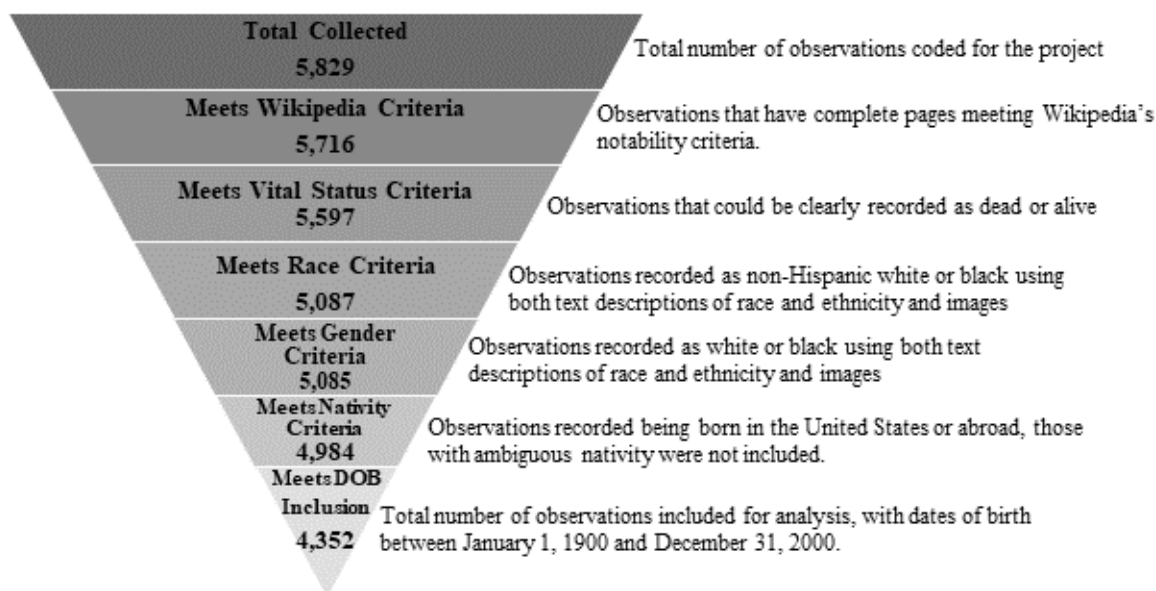 Total Collected
5,829
Total number of observations coded for the project
Meets Wikipedia Criteria
5,716
Observations that have complete pages meeting Wikipedia's
notability criteria.
Meets Vital Status Criteria
5,597
Observations that could be clearly recorded as dead or alive
Meets Race Criteria
5,087
Observations recorded as non-Hispanic white or black using
both text descriptions of race and ethnicity and images
Meets Gender
Criteria
5,085
Observations recorded as white or black using both text
descriptions of race and ethnicity and images
Meets Nativity
Criteria
4,984
Observations recorded being born in the United States or abroad, those
with ambiguous nativity were not included.
Meets DOB
Inclusion
4,352
Total number of observations included for analysis, with dates of birth
between January 1, 1900 and December 31, 2000.